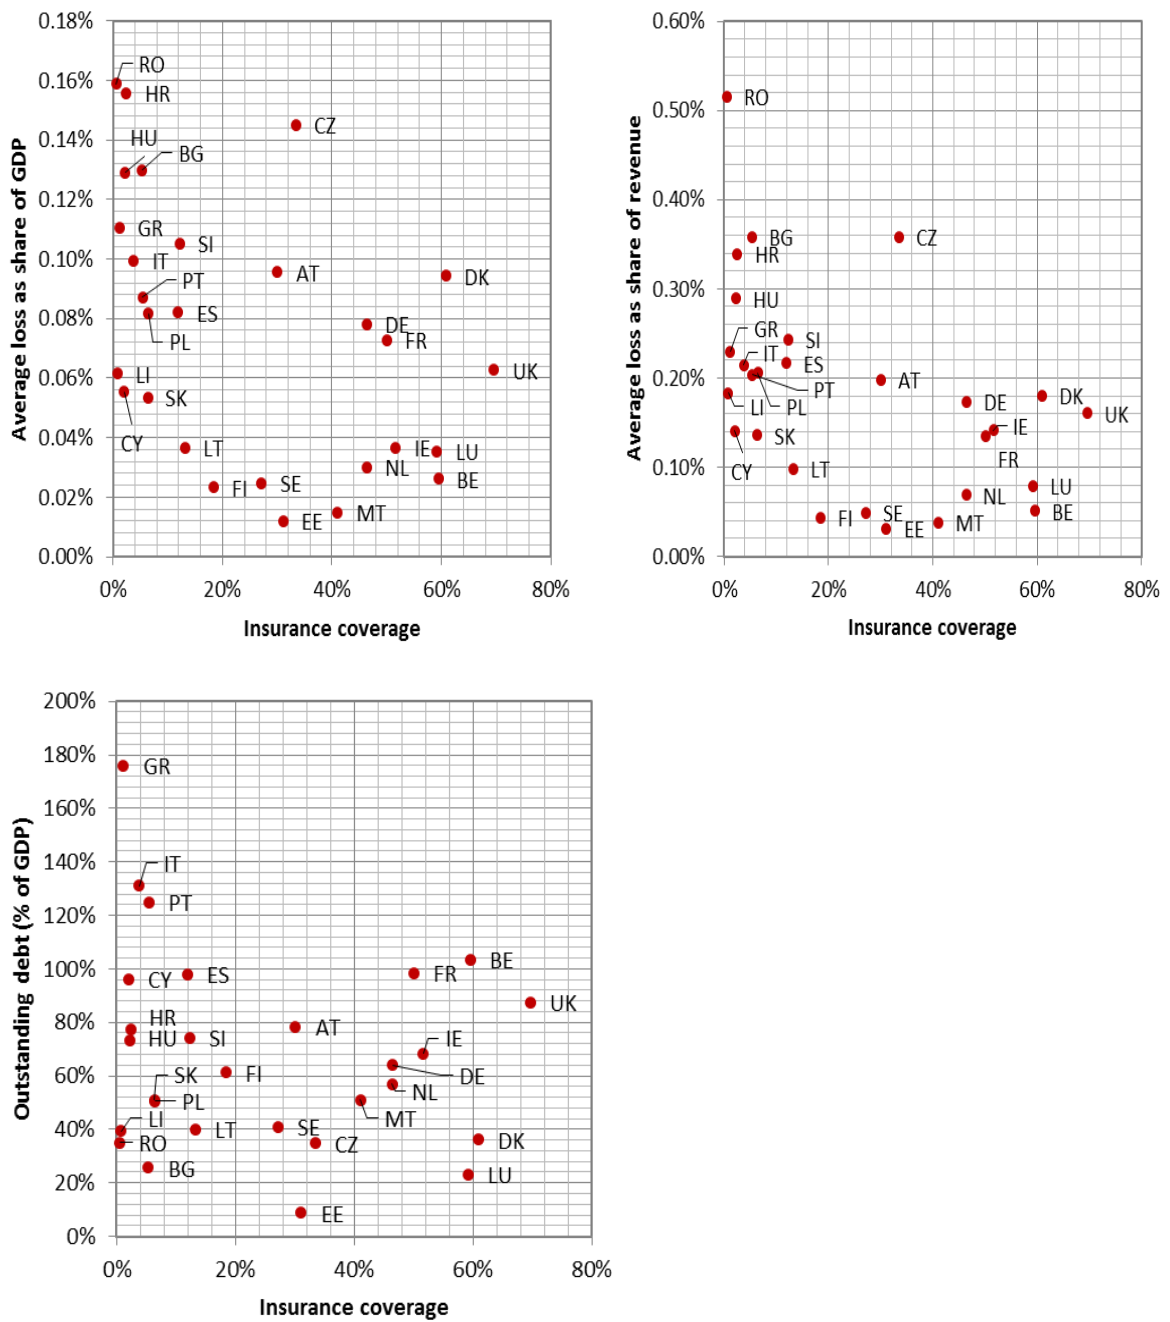 Average loss as share of GDP
0.18%
0.16%
0.14%
0.12%
0.10%
0.08%
0.06%
0.04%
0.02%
0.00%
RO
HR
CZ
HU
BG
GR
SI
IT
AT
DK
PT
ES
PL
DE
FR
LI
UK
CY
SK
LT
IE
LU
NL
BE
FI
SE
EE
MT
0%
20%
40%
60%
80%
Insurance coverage
Average loss as share of revenue
0.60%
0.50%
0.40%
0.30%
0.20%
0.10%
0.00%
RO
BG
CZ
HR
HU
GR
IT
SI
ES
PT
PL
AT
LI
DE
DK
UK
CY
SK
IE
FR
LT
NL
LU
BE
FI
SE
EE
MT
0%
20%
40%
60%
80%
Insurance coverage
Outstanding debt (% of GDP)
200%
180%
160%
140%
120%
100%
80%
60%
40%
20%
0%
GR
IT
PT
CY
ES
FR
BE
UK
HR
HU
SI
AT
IE
DE
SK
PL
FI
NL
MT
LI
RO
LT
SE
CZ
DK
BG
LU
EE
0%
20%
40%
60%
80%
Insurance coverage